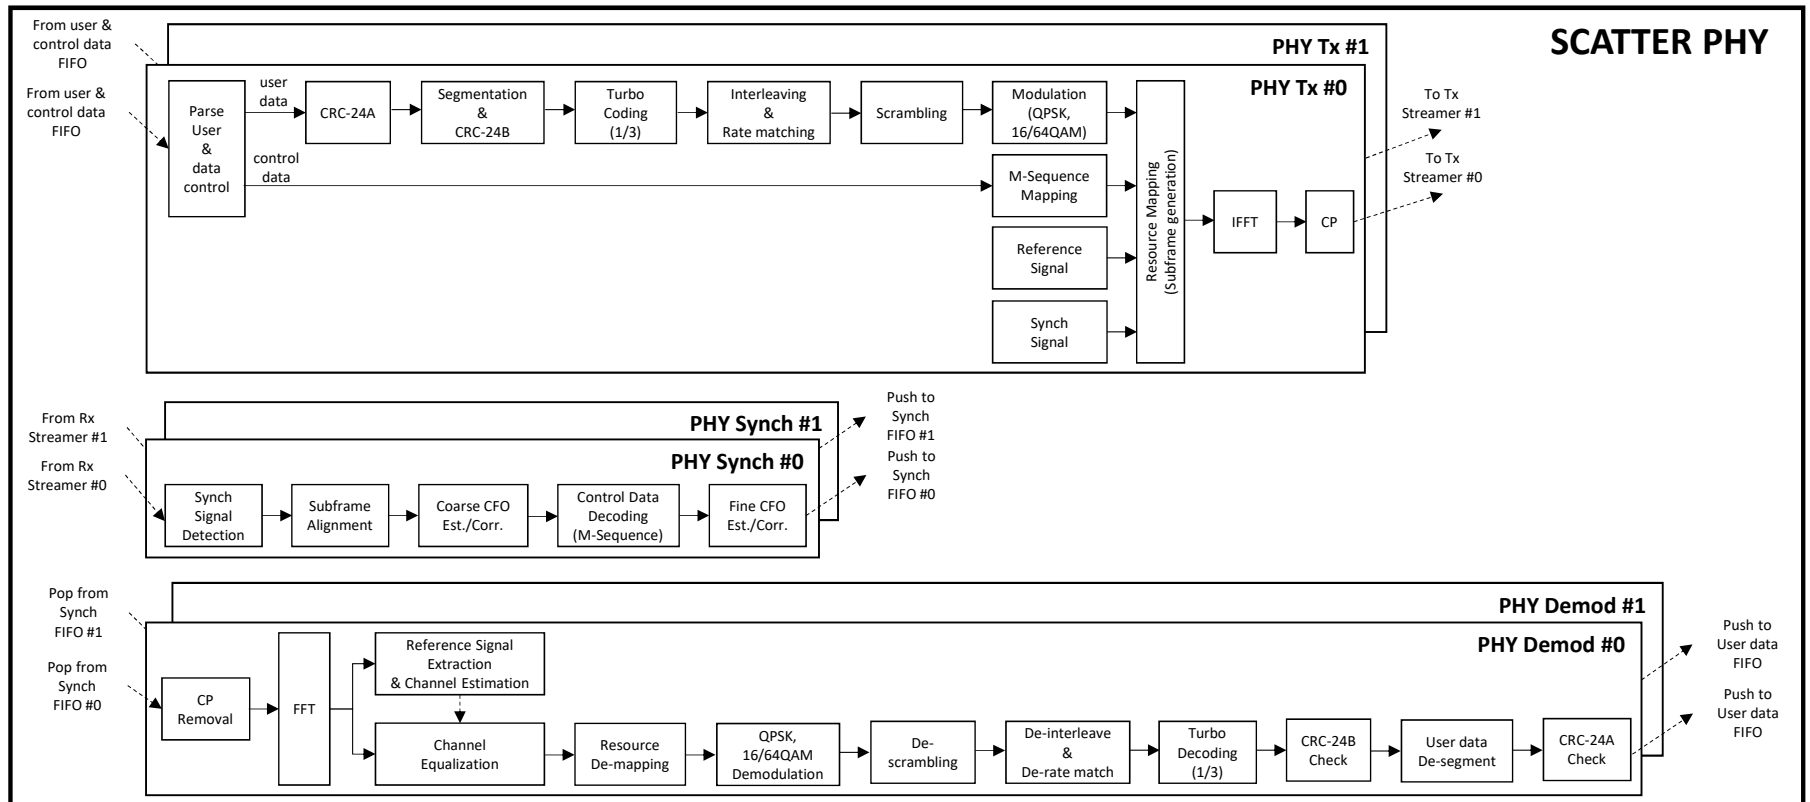 SCATTER PHY
From user &
control data
FIFO
From user &
control data
FIFO
PHY Tx #1
PHY Tx #0
Parse
User
&
data
control
user
data
control
data
CRC-24A
Segmentation
&
CRC-24B
Turbo
Coding
(1/3)
Interleaving
&
Rate matching
Scrambling
Modulation
(QPSK,
16/64QAM)
M-Sequence
Mapping
Reference
Signal
Synch
Signal
Resource Mapping
(Subframe generation)
IFFT
CP
To Tx
Streamer #1
To Tx
Streamer #0
From Rx
Streamer #1
From Rx
Streamer #0
PHY Synch #1
PHY Synch #0
Synch
Signal
Detection
Subframe
Alignment
Coarse CFO
Est./Corr.
Control Data
Decoding
(M-Sequence)
Fine CFO
Est./Corr.
Push to
Synch
FIFO #1
Push to
Synch
FIFO #0
Pop from
Synch
FIFO #1
Pop from
Synch
FIFO #0
PHY Demod #1
PHY Demod #0
CP
Removal
FFT
Reference Signal
Extraction
& Channel Estimation
Channel
Equalization
Resource
De-mapping
QPSK,
16/64QAM
Demodulation
De-
scrambling
De-interleave
&
De-rate match
Turbo
Decoding
(1/3)
CRC-24B
Check
User data
De-segment
CRC-24A
Check
Push to
User data
FIFO
Push to
User data
FIFO